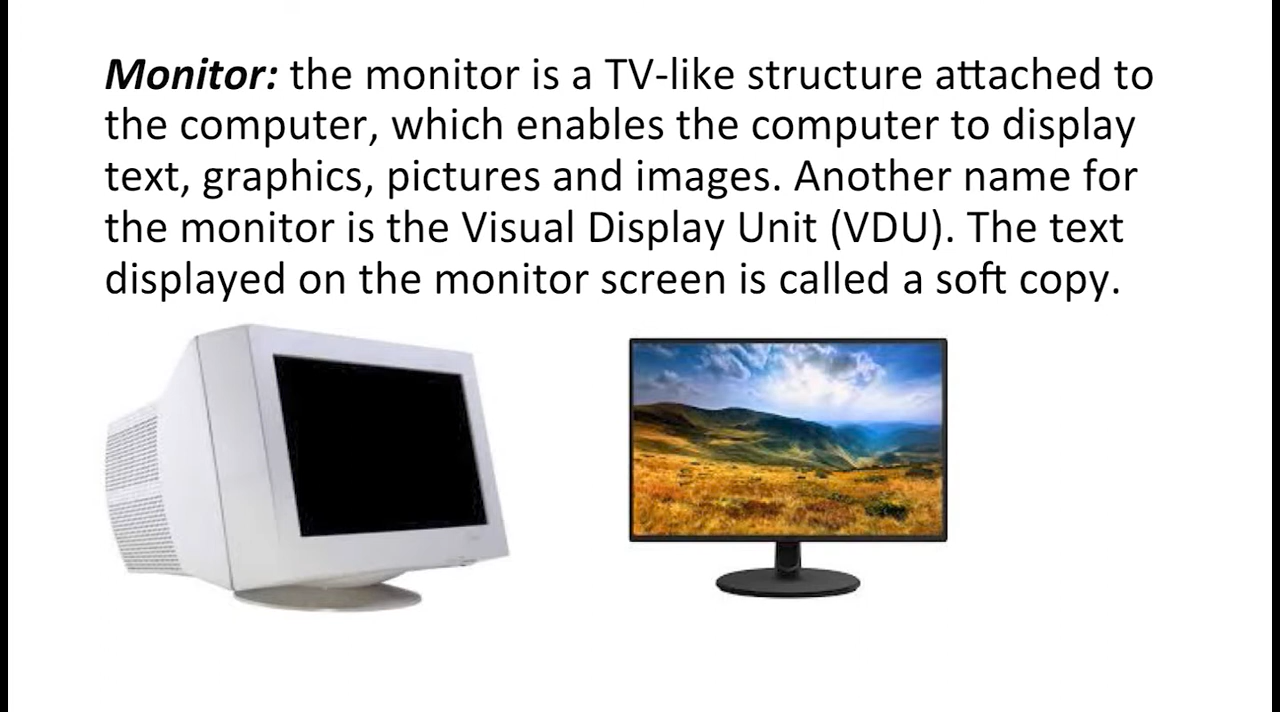 Monitor: the monitor is a TV-like structure attached to
the computer, which enables the computer to display
text, graphics, pictures and images. Another name for
the monitor is the Visual Display Unit (VDU). The text
displayed on the monitor screen is called a soft copy.